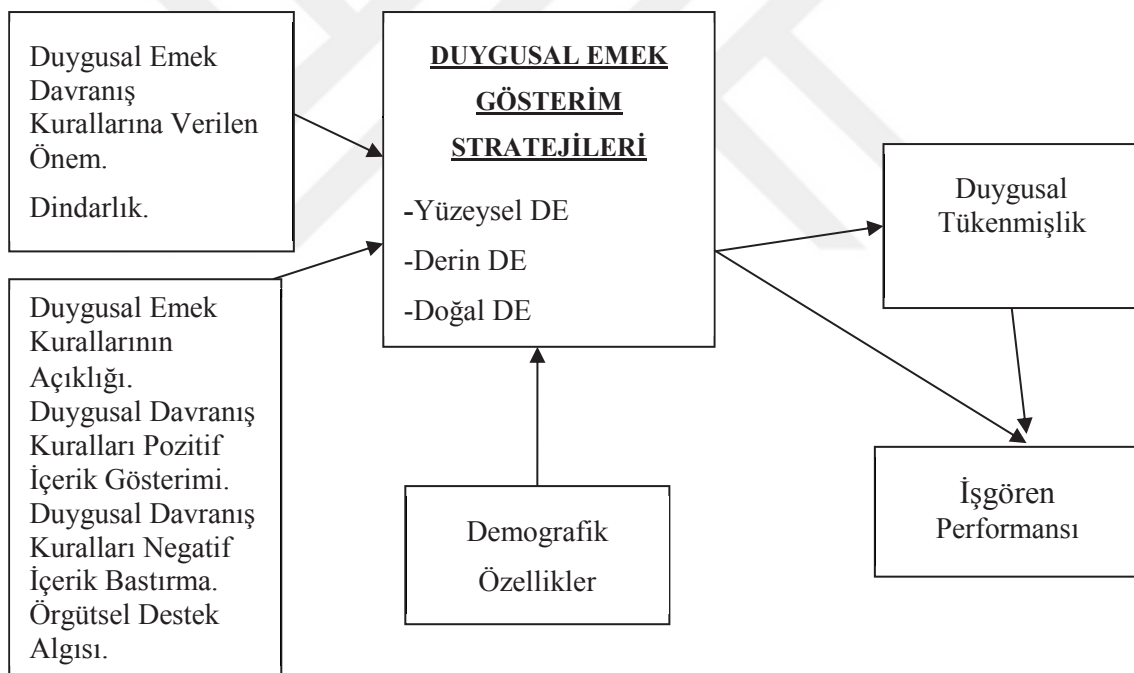 Duygusal Emek
Davranış
Kurallarına Verilen
Önem.
Dindarlık.
Duygusal Emek
Kurallarının
Açıklığı.
Duygusal Davranış
Kuralları Pozitif
İçerik Gösterimi.
Duygusal Davranış
Kuralları Negatif
İçerik Bastırma.
Örgütsel Destek
Algısı.
DUYGUSAL EMEK
GÖSTERİM
STRATEJİLERİ
-Yüzeysel DE
-Derin DE
-Doğal DE
Demografik
Özellikler
Duygusal
Tükenmişlik
İşgören
Performansı